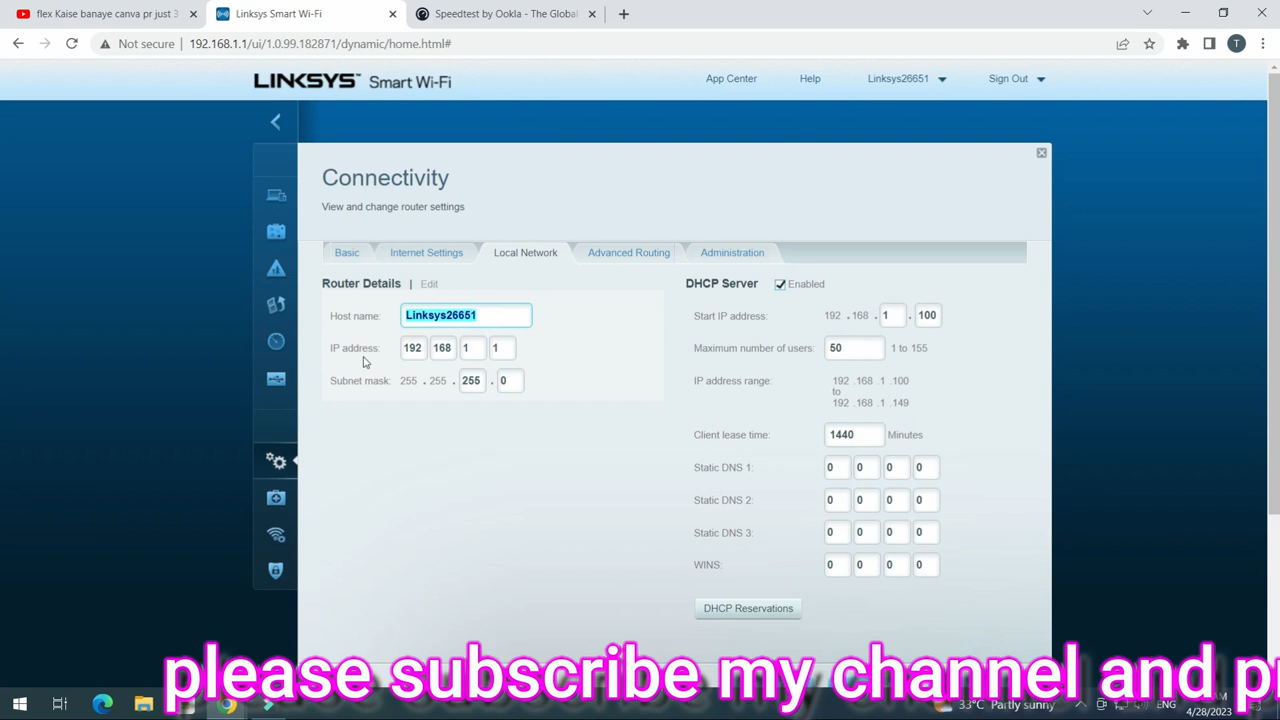 flex Kaise banaye canva pr just 3
Linksys Smart Wi-Fi
Speedtest by Ookla - The Global
Not secure
192.168.1.1/ui/1.0.99.182871/dynamic/home.html#
T
LINKSYS Smart Wi-Fi
App Center
Help
Linksys26651
Sign Out
Connectivity
View and change router settings
Basic
Internet Settings
Local Network
Advanced Routing
Administration
Router Details | Edit
Host name: Linksys26651
IP address: 192 168 1 1
Subnet mask: 255 . 255 . 255 . 0
DHCP Server Enabled
Start IP address: 192 . 168 . 1 . 100
Maximum number of users: 50 1 to 155
IP address range: 192 .168 .1 .100
to
192 .168 .1 .149
Client lease time: 1440 Minutes
Static DNS 1: 0 0 0 0
Static DNS 2: 0 0 0 0
Static DNS 3: 0 0 0 0
WINS: 0 0 0 0
DHCP Reservations
please subscribe my channel and
33°C Partly sunny
ENG
4/28/2023